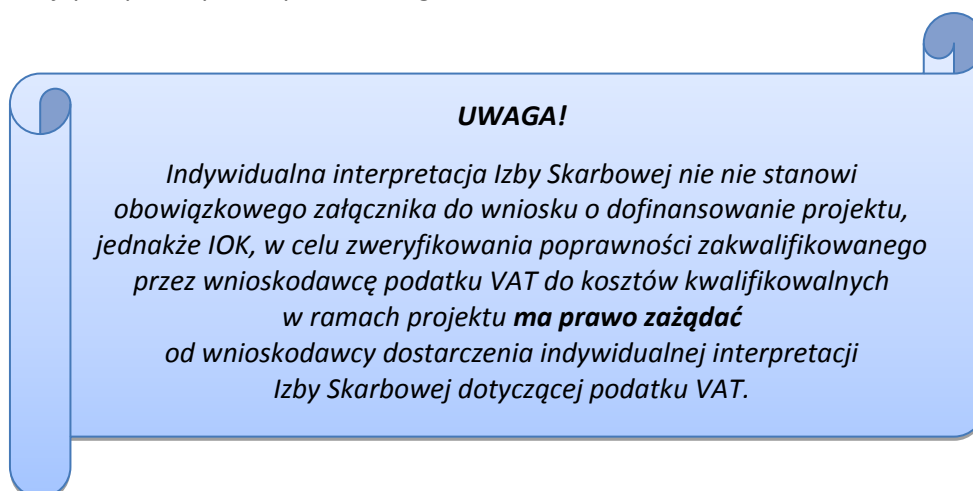 UWAGA!
Indywidualna interpretacja Izby Skarbowej nie nie stanowi
obowiązkowego załącznika do wniosku o dofinansowanie projektu,
jednakże IOK, w celu zweryfikowania poprawności zakwalifikowanego
przez wnioskodawcę podatku VAT do kosztów kwalifikowalnych
w ramach projektu ma prawo zażądać
od wnioskodawcy dostarczenia indywidualnej interpretacji
Izby Skarbowej dotyczącej podatku VAT.